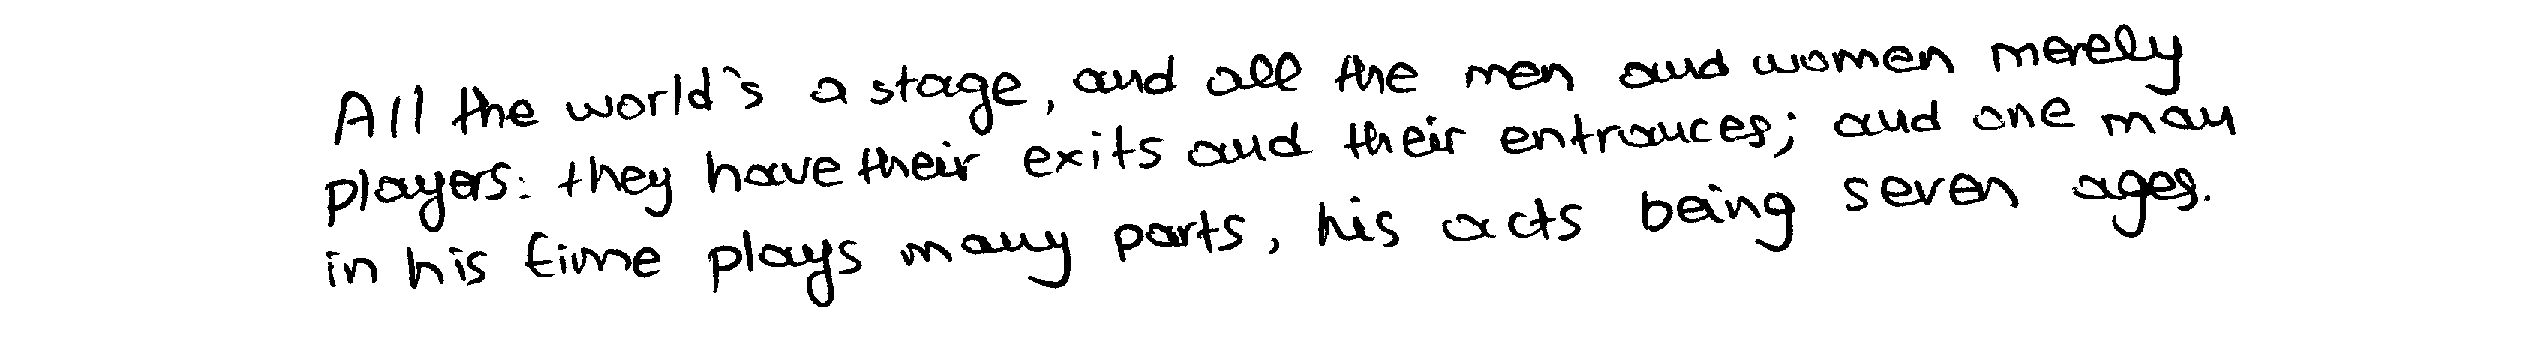 All the world's a stage, and all the men and women merely
players: they have their exits and their entrances; and one man
in his time plays many parts, his acts being seven ages.